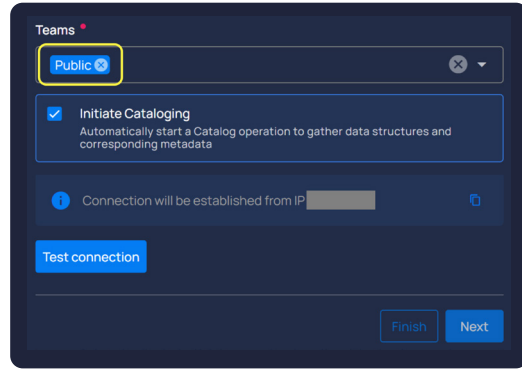 Teams *
Public
Initiate Cataloging
Automatically start a Catalog operation to gather data structures and
corresponding metadata
Connection will be established from IP
Test connection
Finish
Next